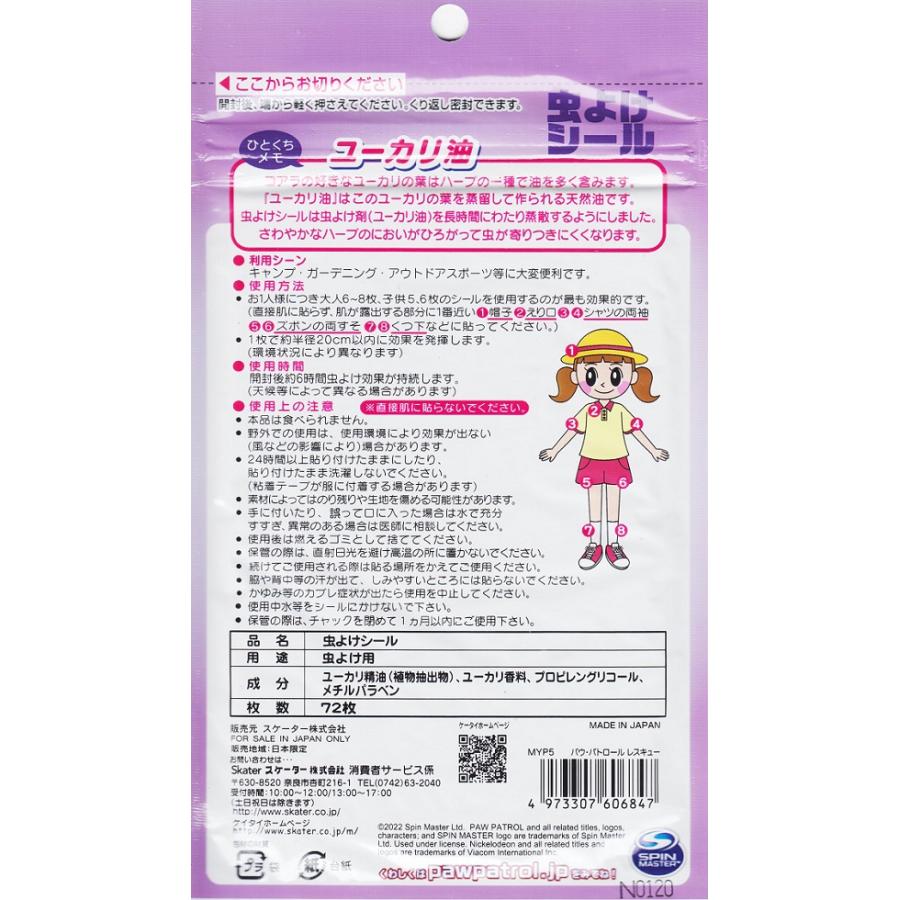 ◀ここからお切りください
開封後、端から軽く押さえてください。くり返し密封できます。
虫よけ
シール
ひとくち
メモ
ユーカリ油
コアラの好きなユーカリの葉はハーブの一種で油を多く含みます。
「ユーカリ油」はこのユーカリの葉を蒸留して作られる天然油です。
虫よけシールは虫よけ剤(ユーカリ油)を長時間にわたり蒸散するようにしました。
さわやかなハーブのにおいがひろがって虫が寄りつきにくくなります。
● 利用シーン
キャンプ・ガーデニング・アウトドアスポーツ等に大変便利です。
● 使用方法
• お1人様につき大人6~8枚、子供5、6枚のシールを使用するのが最も効果的です。
(直接肌に貼らず、肌が露出する部分に1番近い❶帽子❷えり口❸❹シャツの両袖
❺❻ズボンの両すそ ❼❽くつ下などに貼ってください。)
• 1枚で約半径20cm以内に効果を発揮します。
(環境状況により異なります)
● 使用時間
開封後約6時間虫よけ効果が持続します。
(天候等によって異なる場合があります)
● 使用上の注意 ※直接肌に貼らないでください。
• 本品は食べられません。
• 野外での使用は、使用環境により効果が出ない
(風などの影響により)場合があります。
• 24時間以上貼り付けたままにしたり、
貼り付けたまま洗濯しないでください。
(粘着テープが服に付着する場合があります)
• 素材によってはのり残りや生地を傷める可能性があります。
• 手に付いたり、誤って口に入った場合は水で充分
すすぎ、異常のある場合は医師に相談してください。
• 使用後は燃えるゴミとして捨ててください。
• 保管の際は、直射日光を避け高温の所に置かないでください。
• 続けてご使用される際は貼る場所をかえてご使用ください。
• 脇や背中等の汗が出て、しみやすいところには貼らないでください。
• かゆみ等のカブレ症状が出たら使用を中止してください。
• 使用中水等をシールにかけないで下さい。
• 保管の際は、チャックを閉めて1ヵ月以内にご使用下さい。
1
2
3 4
5 6
7 8
品 名 虫よけシール
用 途 虫よけ用
成 分 ユーカリ精油(植物抽出物)、ユーカリ香料、プロピレングリコール、
メチルパラベン
枚 数 72枚
販売元 スケーター株式会社
FOR SALE IN JAPAN ONLY
販売地域:日本限定
お問い合わせは…
Skater スケーター株式会社 消費者サービス係
〒630-8520 奈良市杏町216-1 TEL(0742)63-2040
受付時間:10:00~12:00/13:00~17:00
(土日祝日は除きます)
http://www.skater.co.jp/
ケイタイホームページ
http://www.skater.co.jp/m/
ケータイホームページ
MADE IN JAPAN
MYP5 パウ・パトロール レスキュー
4 973307 606847
©2022 Spin Master Ltd. PAW PATROL and all related titles, logos,
characters; and SPIN MASTER logo are trademarks of Spin Master
Ltd. Used under license. Nickelodeon and all related titles and
logos are trademarks of Viacom International Inc.
SPIN
MASTER
プラ 袋 紙 台紙
くわしくはpawpatrol.jpをみてね!
N0120